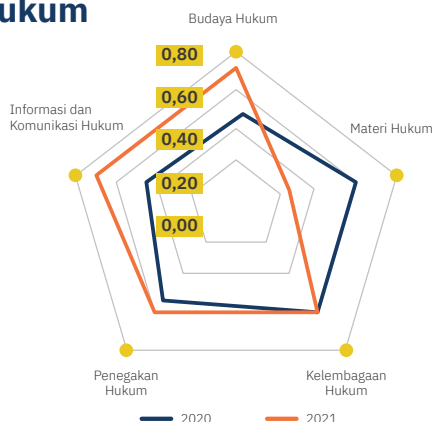 ukum
Budaya Hukum
0,80
0,60
0,40
0,20
0,00
Informasi dan
Komunikasi Hukum
Materi Hukum
Penegakan
Hukum
Kelembagaan
Hukum
2020
2021